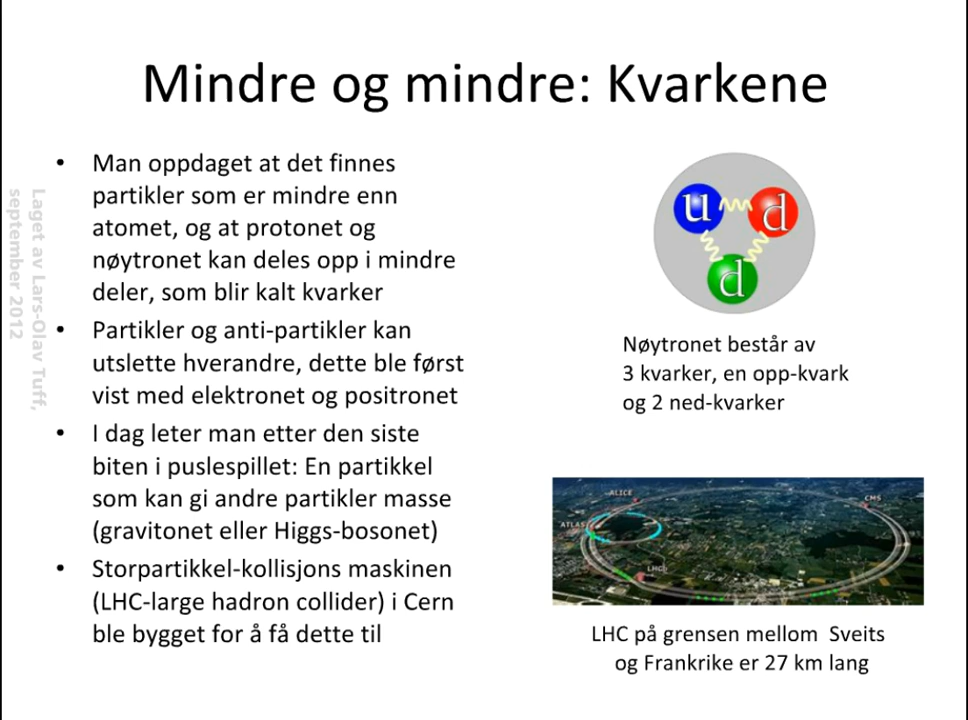 Mindre og mindre: Kvarkene
• Man oppdaget at det finnes
partikler som er mindre enn
atomet, og at protonet og
nøytronet kan deles opp i mindre
deler, som blir kalt kvarker
• Partikler og anti-partikler kan
utslette hverandre, dette ble først
vist med elektronet og positronet
• I dag leter man etter den siste
biten i puslespillet: En partikkel
som kan gi andre partikler masse
(gravitonet eller Higgs-bosonet)
• Storpartikkel-kollisjons maskinen
(LHC-large hadron collider) i Cern
ble bygget for å få dette til
u d
d
Nøytronet består av
3 kvarker, en opp-kvark
og 2 ned-kvarker
ALICE
CMS
ATLAS
LHCb
LHC på grensen mellom Sveits
og Frankrike er 27 km lang
Laget av Lars-Olav Tuff,
september 2012